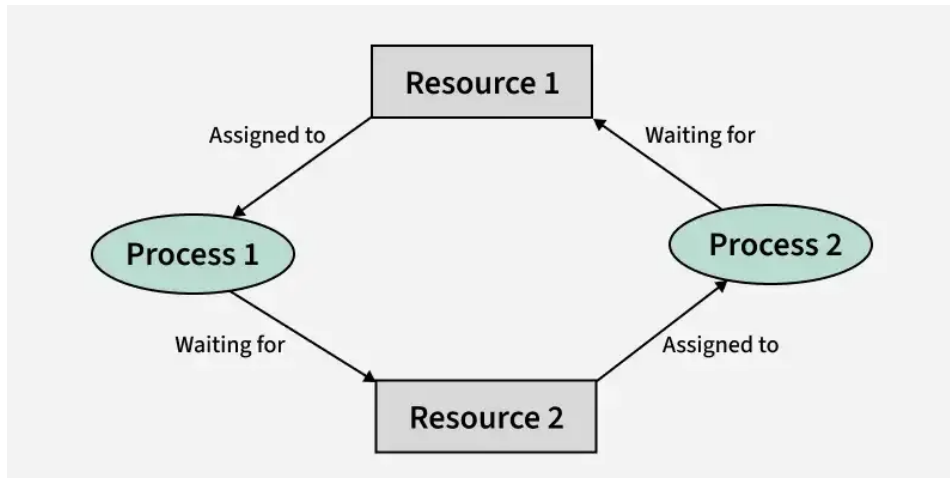 Resource 1
Assigned to
Waiting for
Process 1
Process 2
Waiting for
Assigned to
Resource 2